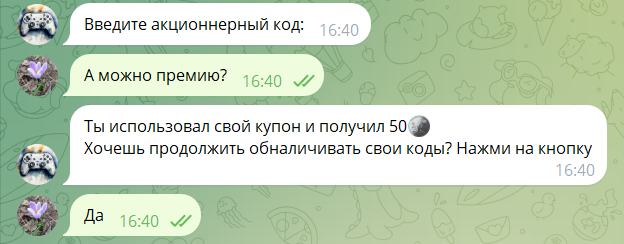 Введите акционнерный код:
16:40
А можно премию?
16:40
Ты использовал свой купон и получил 50🌑
Хочешь продолжить обналичивать свои коды? Нажми на кнопку
16:40
Да
16:40